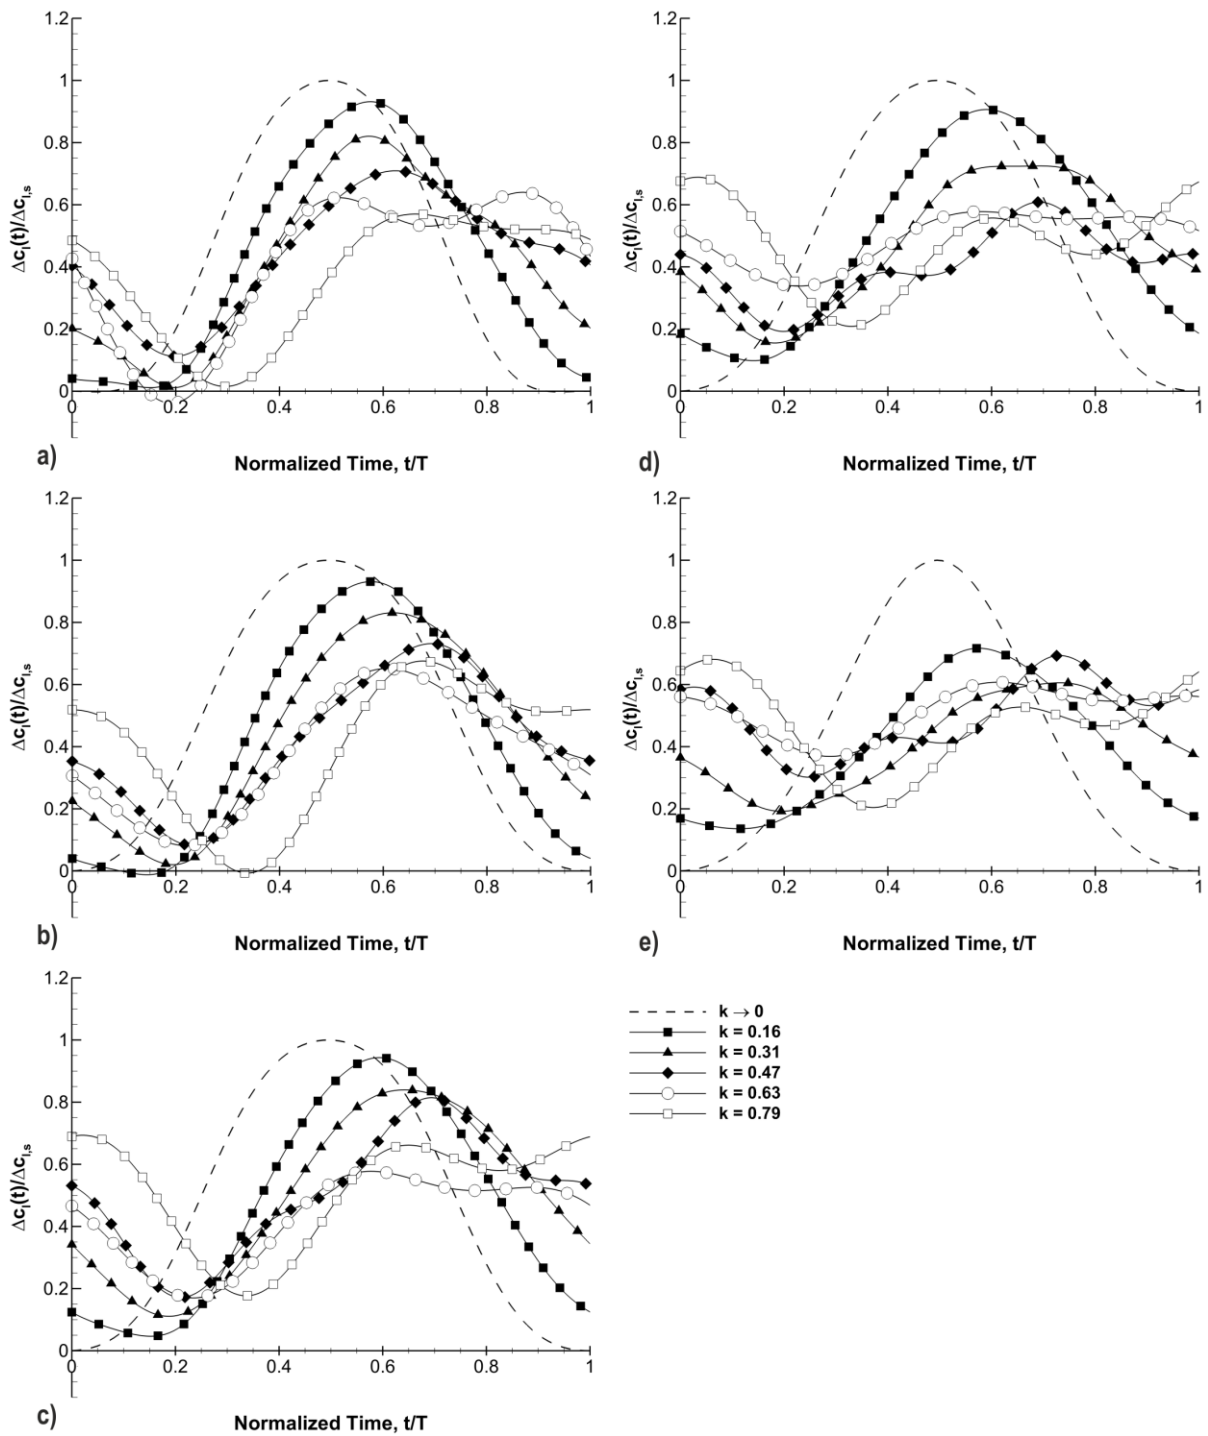 1.2
1
0.8
0.6
0.4
0.2
0
Δc_l(t)/Δc_l,s
0 0.2 0.4 0.6 0.8 1
a)
Normalized Time, t/T
1.2
1
0.8
0.6
0.4
0.2
0
Δc_l(t)/Δc_l,s
0 0.2 0.4 0.6 0.8 1
d)
Normalized Time, t/T
1.2
1
0.8
0.6
0.4
0.2
0
Δc_l(t)/Δc_l,s
0 0.2 0.4 0.6 0.8 1
b)
Normalized Time, t/T
1.2
1
0.8
0.6
0.4
0.2
0
Δc_l(t)/Δc_l,s
0 0.2 0.4 0.6 0.8 1
e)
Normalized Time, t/T
1.2
1
0.8
0.6
0.4
0.2
0
Δc_l(t)/Δc_l,s
0 0.2 0.4 0.6 0.8 1
c)
Normalized Time, t/T
k → 0
k = 0.16
k = 0.31
k = 0.47
k = 0.63
k = 0.79